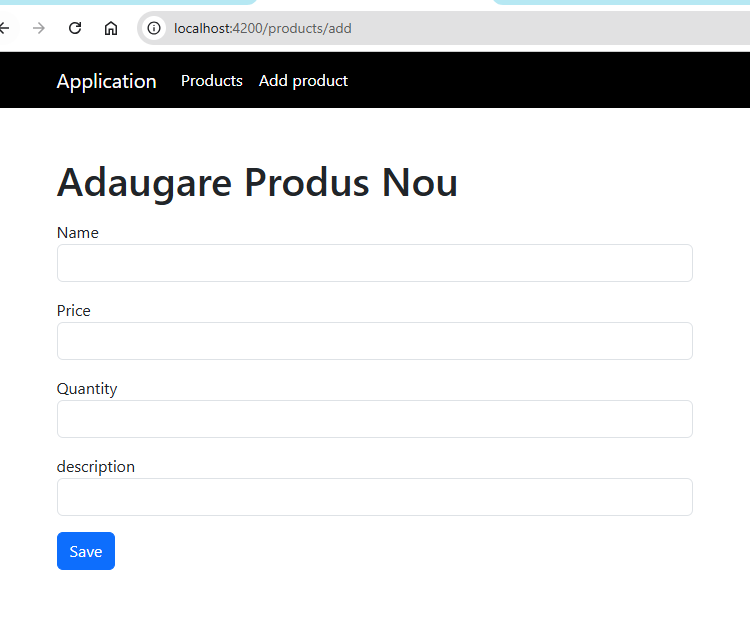 localhost:4200/products/add
Application Products Add product
Adaugare Produs Nou
Name
Price
Quantity
description
Save